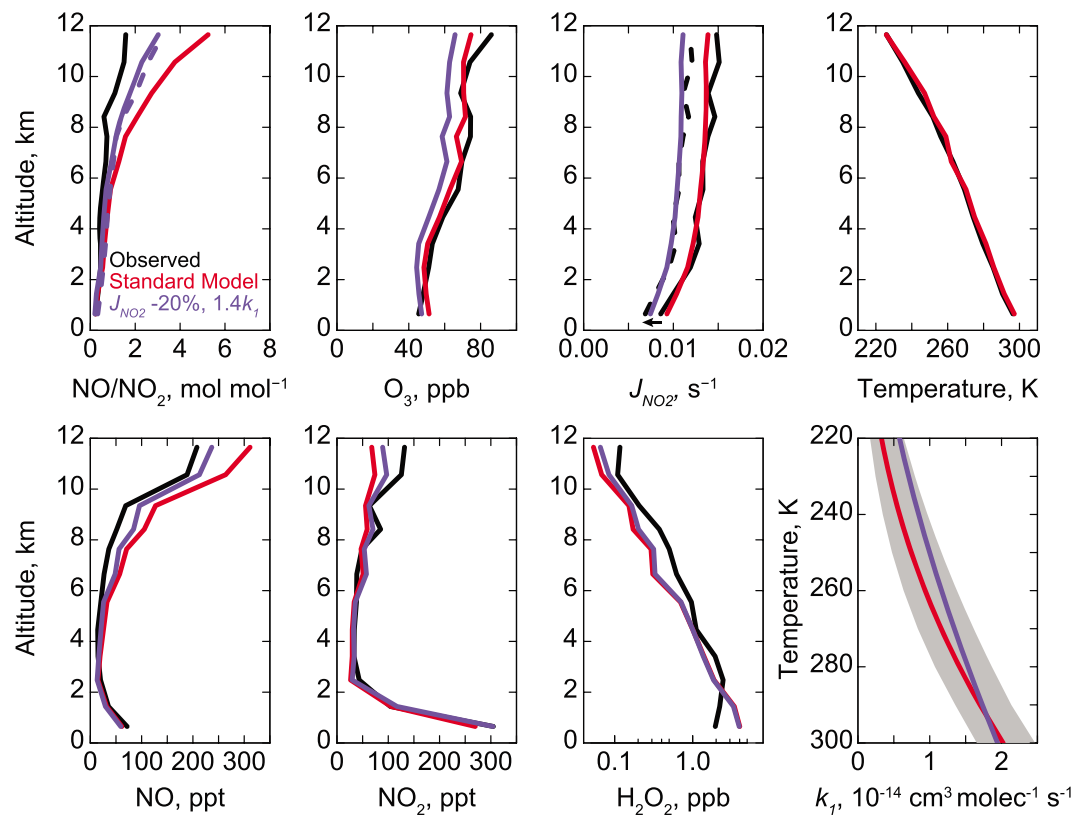 12 12 12 12
10 10 10 10
8 8 8 8
6 6 6 6
4 4 4 4
2 2 2 2
0 0 0 0
Altitude, km
Observed
Standard Model
J_NO2 -20%, 1.4k_1
0 2 4 6 8
0 40 60 80
0.00 0.01 0.02
220 260 300
NO/NO₂, mol mol⁻¹
O₃, ppb
J_NO2, s⁻¹
Temperature, K
12 12 12 220
10 10 10
8 8 8 240
6 6 6 260
4 4 4
2 2 2 280
0 0 0 300
Altitude, km
Temperature, K
0 100 200 300
0 100 200 300
0.1 1.0
0 1 2
NO, ppt
NO₂, ppt
H₂O₂, ppb
k₁, 10⁻¹⁴ cm³ molec⁻¹ s⁻¹